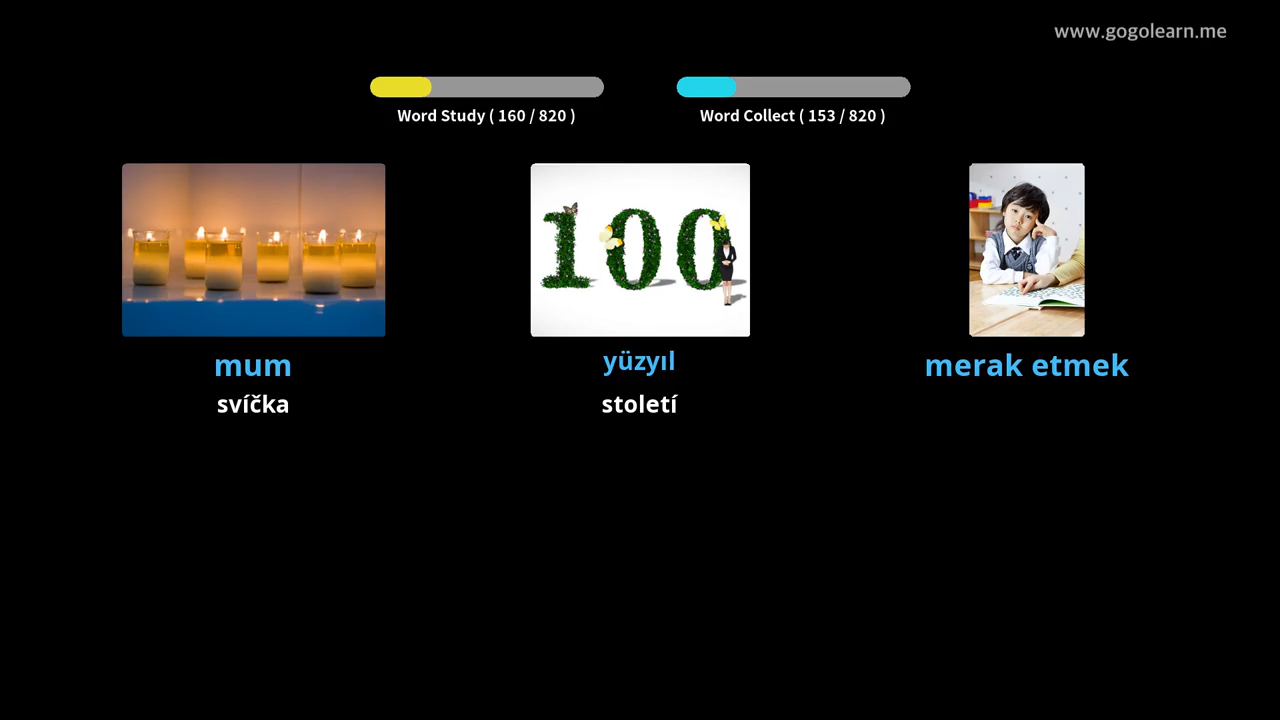 www.gogolearn.me
Word Study ( 160 / 820 )
Word Collect ( 153 / 820 )
100
mum
svíčka
yüzyıl
století
merak etmek